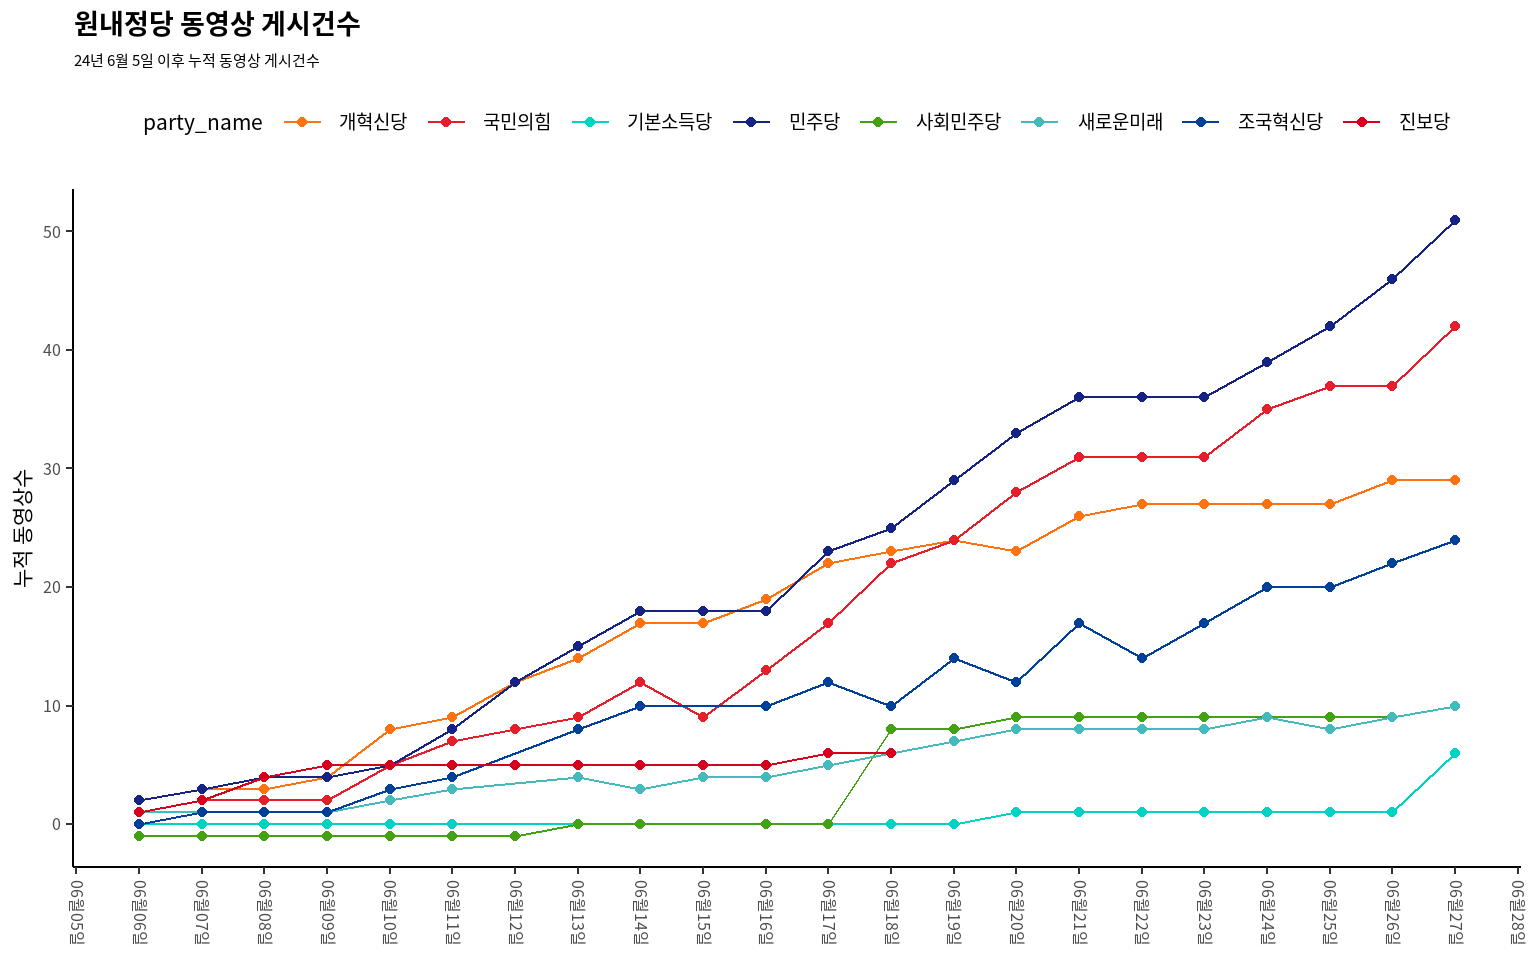 원내정당 동영상 게시건수
24년 6월 5일 이후 누적 동영상 게시건수
party_name 개혁신당 국민의힘 기본소득당 민주당 사회민주당 새로운미래 조국혁신당 진보당
누적 동영상수
50
40
30
20
10
0
06월05일
06월06일
06월07일
06월08일
06월09일
06월10일
06월11일
06월12일
06월13일
06월14일
06월15일
06월16일
06월17일
06월18일
06월19일
06월20일
06월21일
06월22일
06월23일
06월24일
06월25일
06월26일
06월27일
06월28일